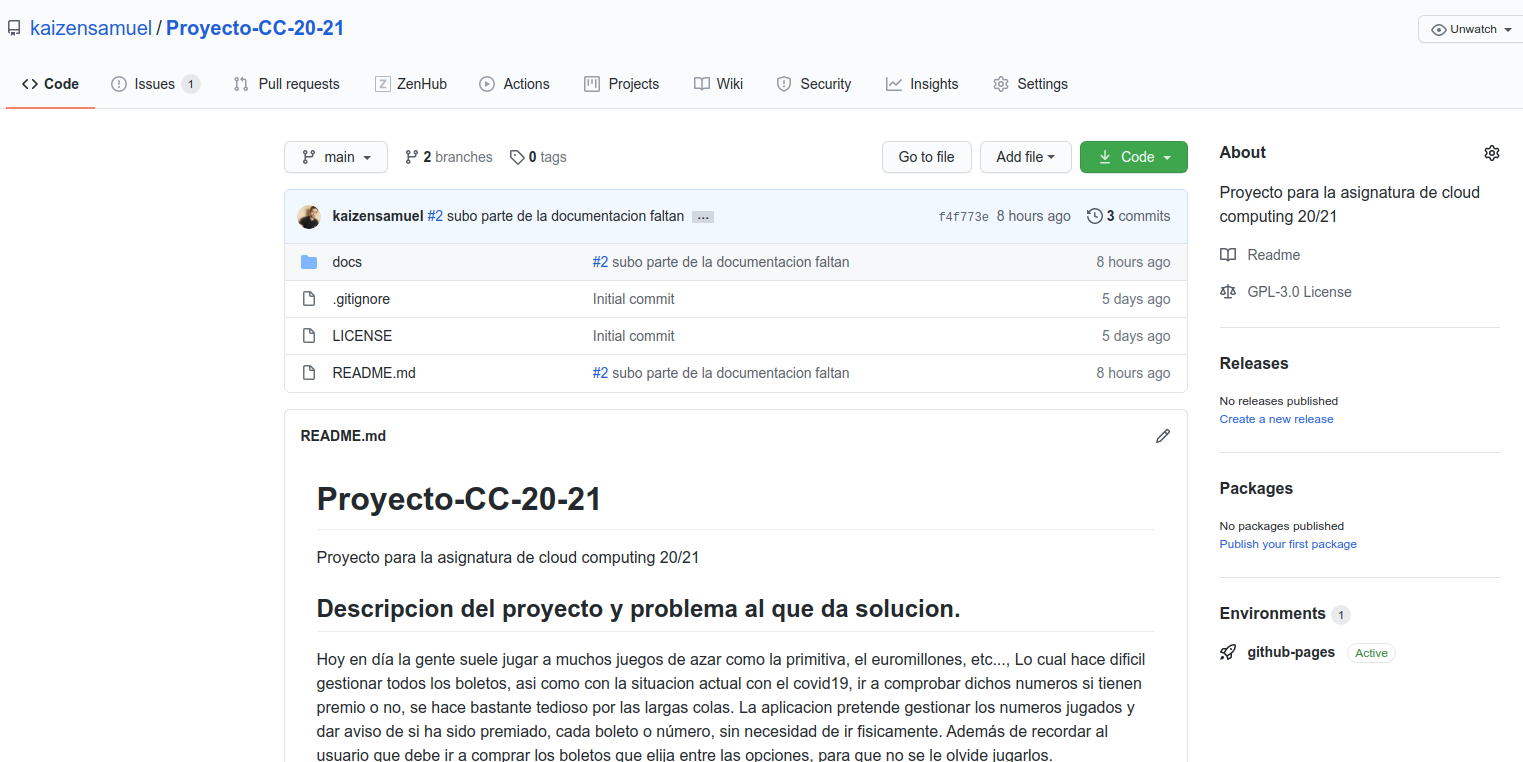 kaizensamuel / Proyecto-CC-20-21
Unwatch
Code Issues 1 Pull requests ZenHub Actions Projects Wiki Security Insights Settings
main 2 branches 0 tags Go to file Add file Code
kaizensamuel #2 subo parte de la documentacion faltan ... f4f773e 8 hours ago 3 commits
docs #2 subo parte de la documentacion faltan 8 hours ago
.gitignore Initial commit 5 days ago
LICENSE Initial commit 5 days ago
README.md #2 subo parte de la documentacion faltan 8 hours ago
README.md
Proyecto-CC-20-21
Proyecto para la asignatura de cloud computing 20/21
Descripcion del proyecto y problema al que da solucion.
Hoy en día la gente suele jugar a muchos juegos de azar como la primitiva, el euromillones, etc..., Lo cual hace dificil
gestionar todos los boletos, asi como con la situacion actual con el covid19, ir a comprobar dichos numeros si tienen
premio o no, se hace bastante tedioso por las largas colas. La aplicacion pretende gestionar los numeros jugados y
dar aviso de si ha sido premiado, cada boleto o número, sin necesidad de ir fisicamente. Además de recordar al
usuario que debe ir a comprar los boletos que elija entre las opciones, para que no se le olvide jugarlos.
About
Proyecto para la asignatura de cloud
computing 20/21
Readme
GPL-3.0 License
Releases
No releases published
Create a new release
Packages
No packages published
Publish your first package
Environments 1
github-pages Active